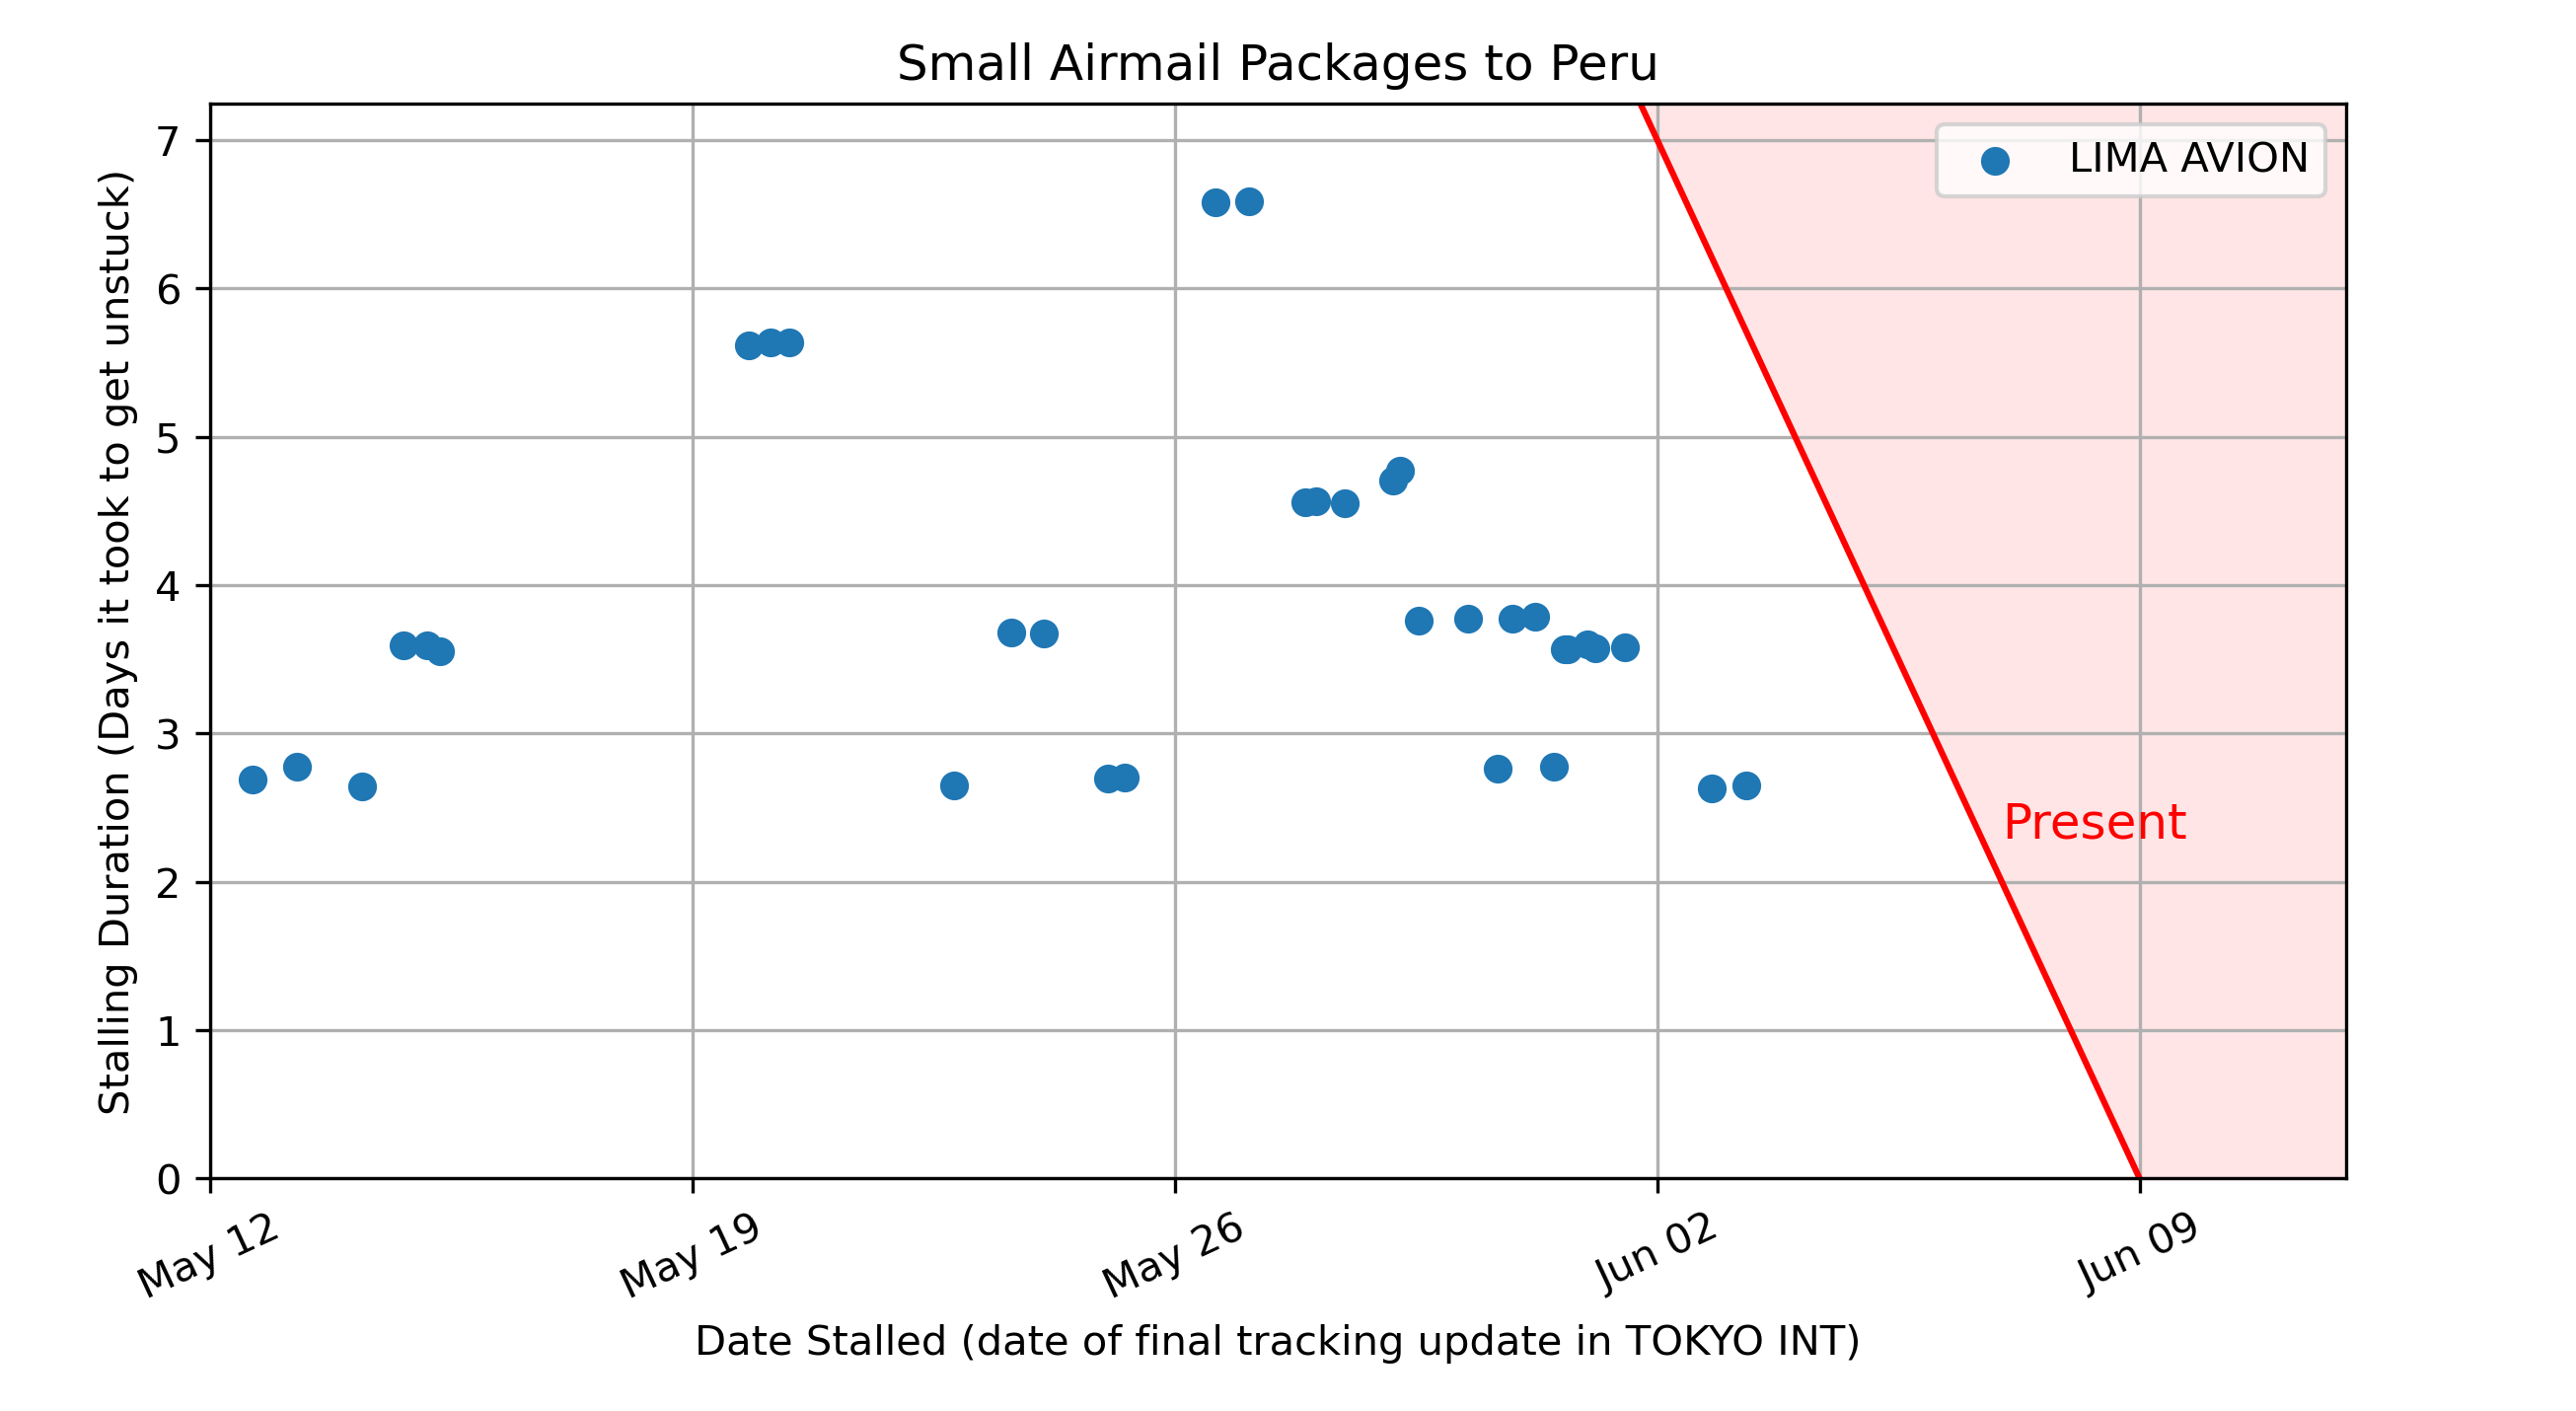 Small Airmail Packages to Peru
LIMA AVION
Present
Stalling Duration (Days it took to get unstuck)
7
6
5
4
3
2
1
0
May 12
May 19
May 26
Jun 02
Jun 09
Date Stalled (date of final tracking update in TOKYO INT)